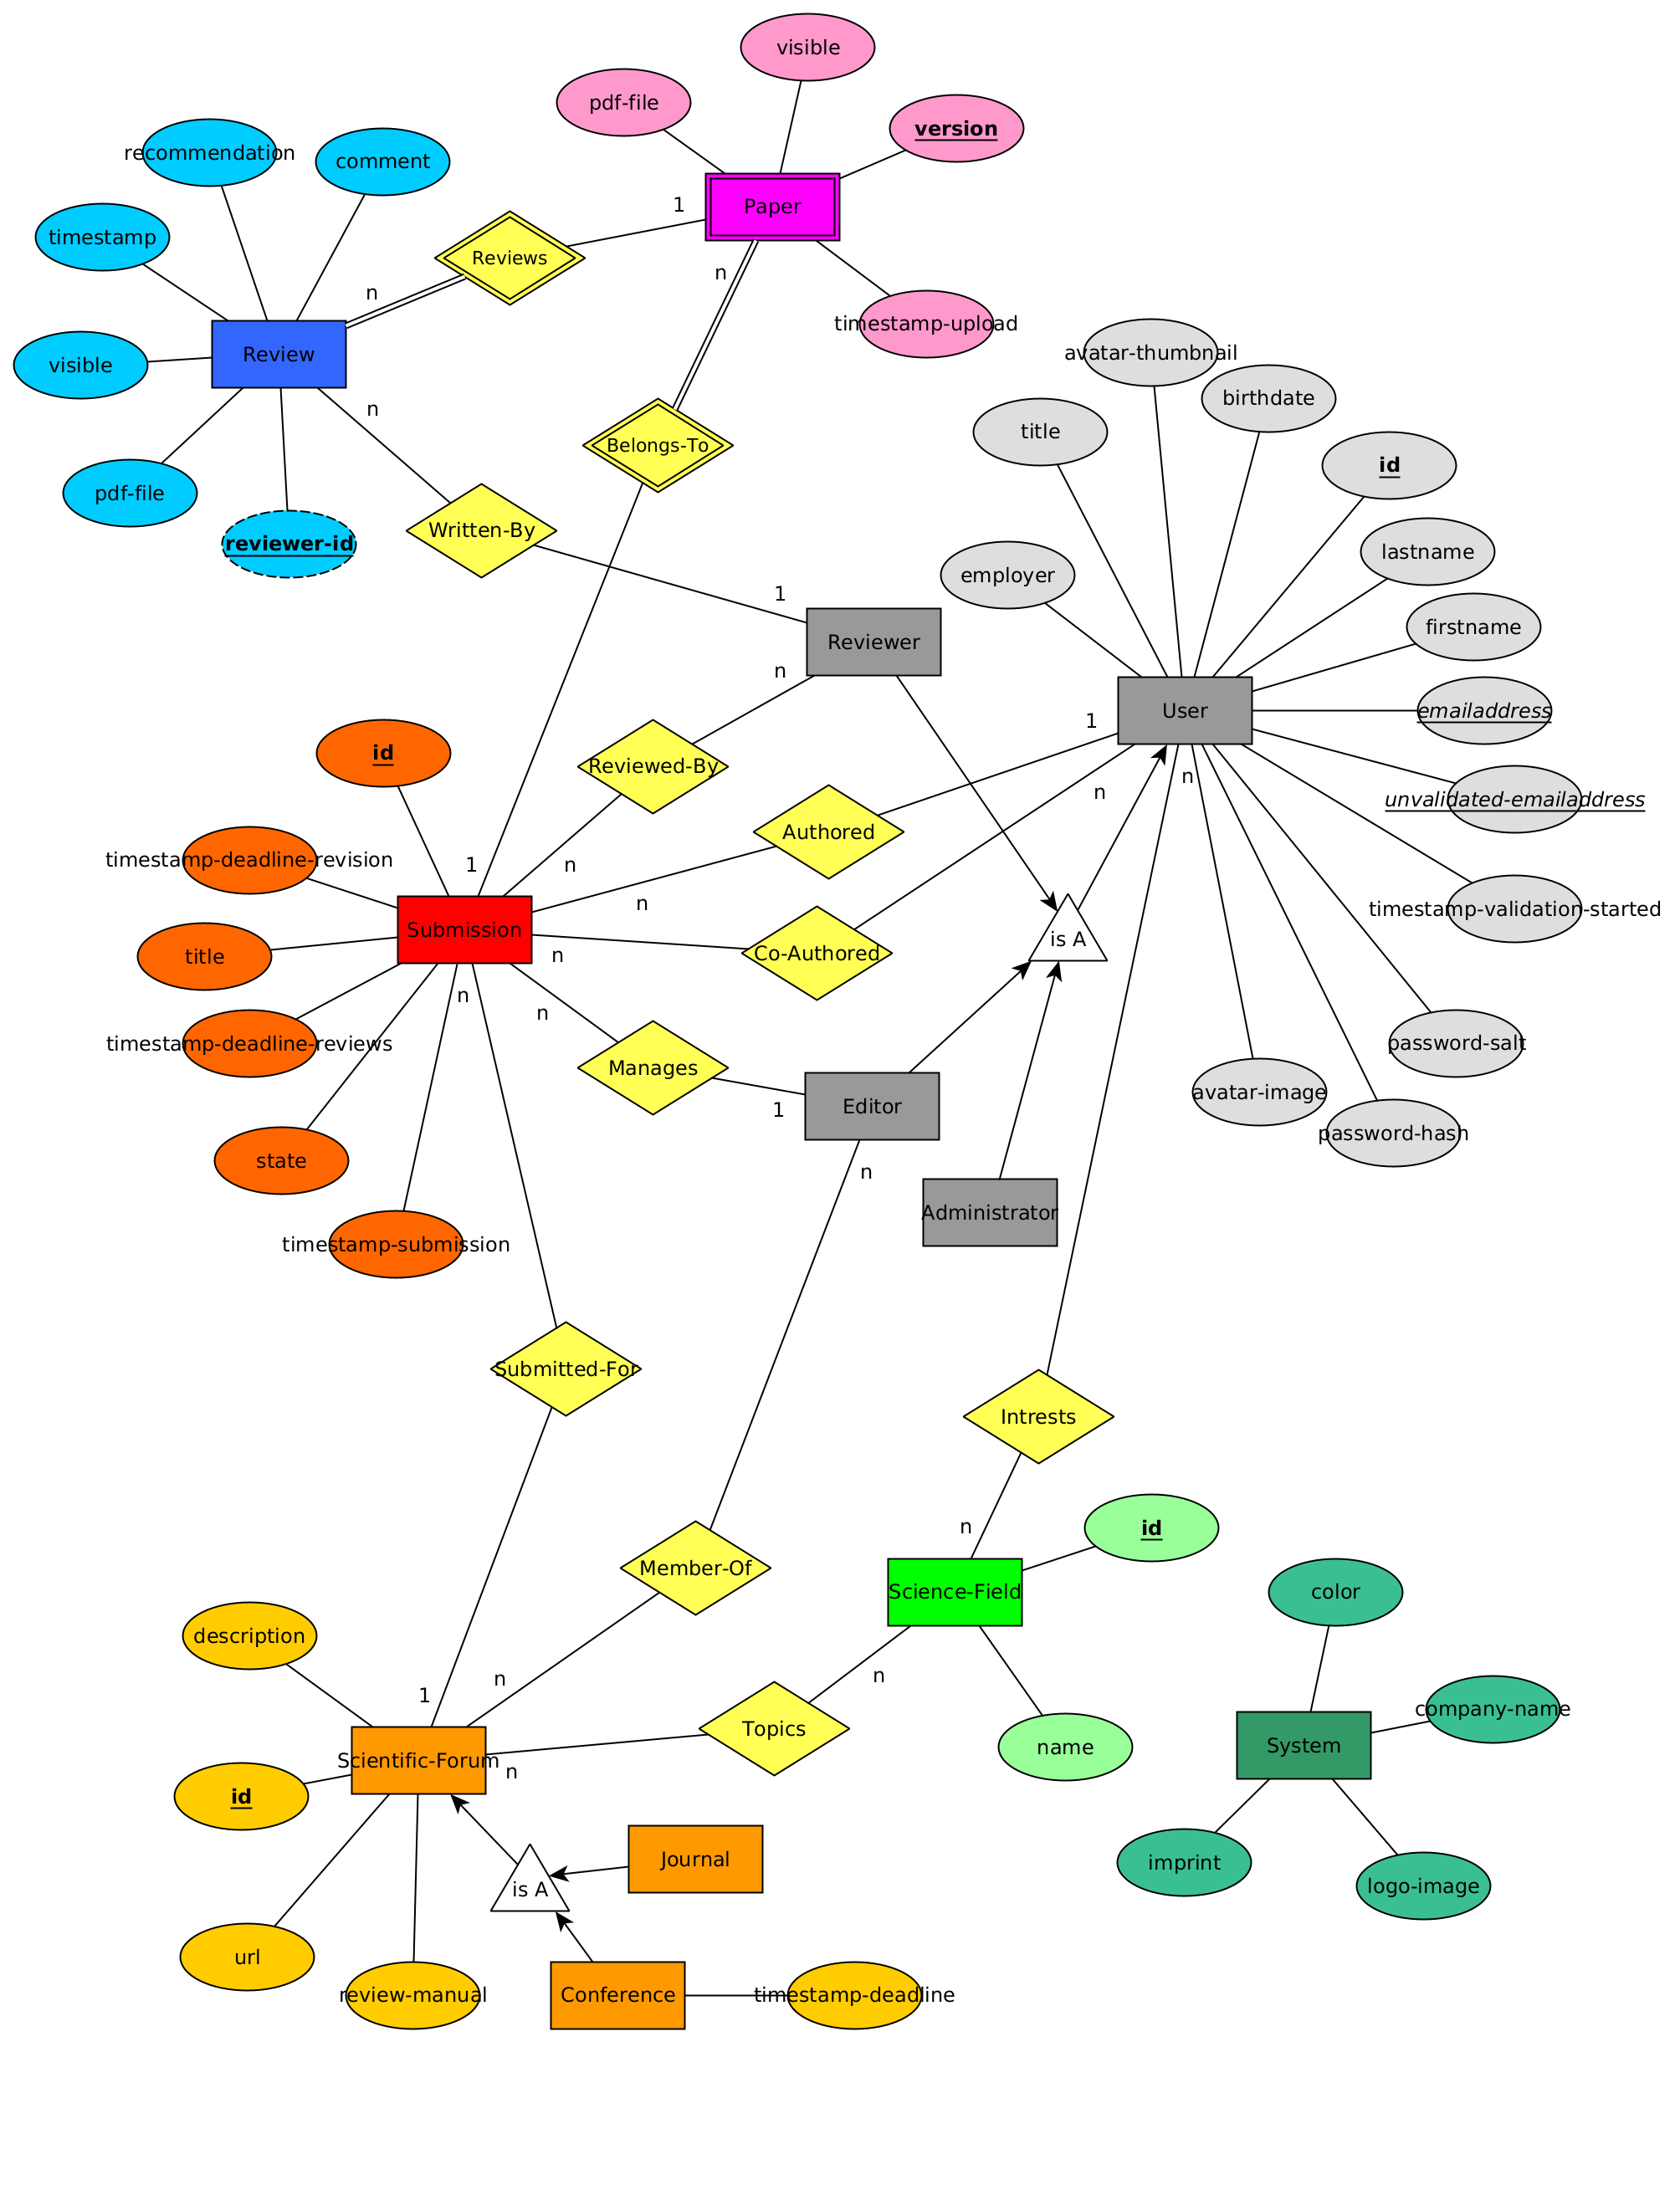 visible
pdf-file
version
recommendation
comment
Paper
1
timestamp
Reviews
n
n
timestamp-upload
Review
visible
avatar-thumbnail
birthdate
title
Belongs-To
id
n
pdf-file
reviewer-id
Written-By
lastname
employer
1
firstname
Reviewer
n
User
emailaddress
1
id
Reviewed-By
n
n
unvalidated-emailaddress
Authored
timestamp-deadline-revision
1
n
n
timestamp-validation-started
Submission
Co-Authored
is A
title
n
n
n
timestamp-deadline-reviews
Manages
password-salt
avatar-image
Editor
1
password-hash
state
n
Administrator
timestamp-submission
Submitted-For
Intrests
n
id
Member-Of
Science-Field
color
description
n
n
1
Topics
name
company-name
System
Scientific-Forum
n
id
Journal
is A
imprint
logo-image
url
review-manual
Conference
timestamp-deadline